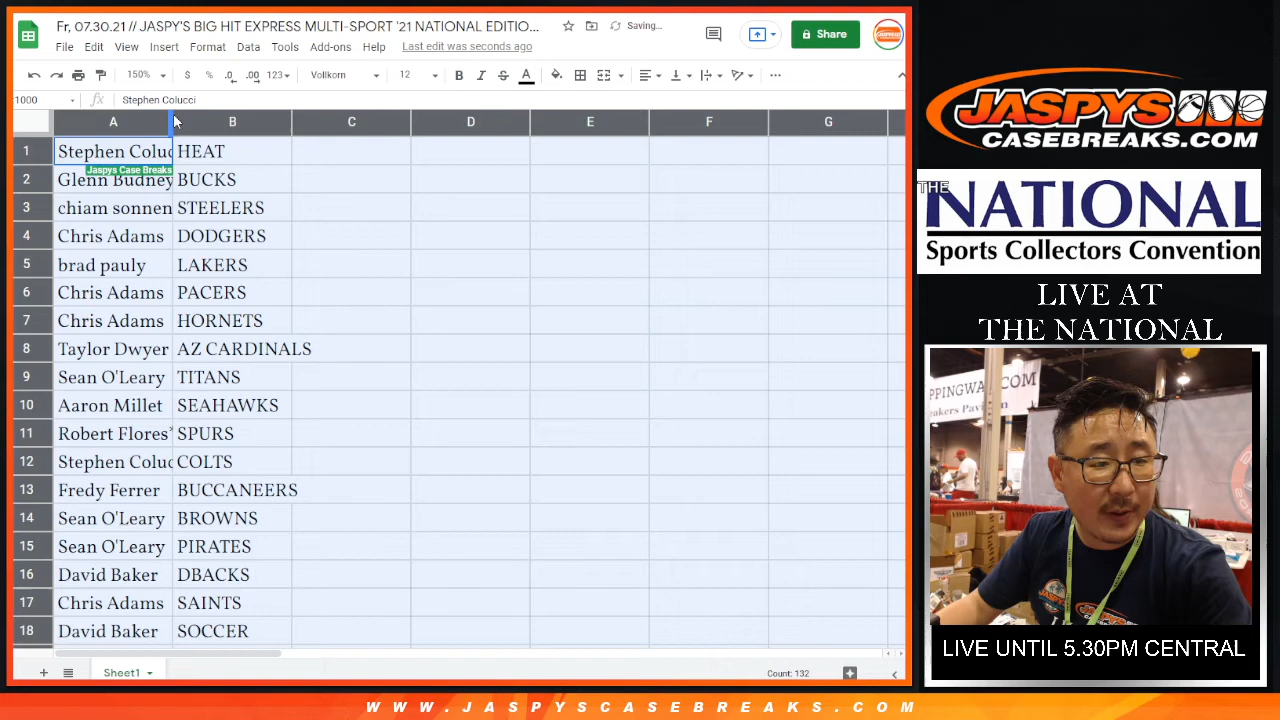 Fr, 07.30.21 // JASPY'S BIG HIT EXPRESS MULTI-SPORT '21 NATIONAL EDITIO...
Saving...
Share
File Edit View Insert Format Data Tools Add-ons Help Last edit was seconds ago
150% $ % .0 .00 123 Vollkorn 12 B I S A
1000 fx Stephen Colucci
A B C D E F G
1 Stephen Coluc HEAT
Jaspys Case Breaks
2 Glenn Budney BUCKS
3 chiam sonnen STEELERS
4 Chris Adams DODGERS
5 brad pauly LAKERS
6 Chris Adams PACERS
7 Chris Adams HORNETS
8 Taylor Dwyer AZ CARDINALS
9 Sean O'Leary TITANS
10 Aaron Millet SEAHAWKS
11 Robert Flores SPURS
12 Stephen Coluc COLTS
13 Fredy Ferrer BUCCANEERS
14 Sean O'Leary BROWNS
15 Sean O'Leary PIRATES
16 David Baker DBACKS
17 Chris Adams SAINTS
18 David Baker SOCCER
Sheet1
Count: 132
JASPYS
CASEBREAKS.COM
THE
NATIONAL
Sports Collectors Convention
LIVE AT
THE NATIONAL
PPINGWA .COM
eakers Pavilion
JASPYS
LIVE UNTIL 5.30PM CENTRAL
WWW.JASPYSCASEBREAKS.COM